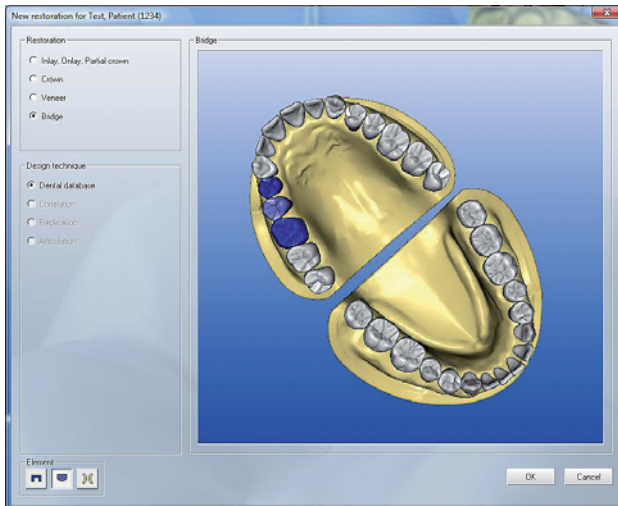 New restoration for Test, Patient (1234)
Restoration
Inlay, Onlay, Partial crown
Crown
Veneer
Bridge
Design technique
Dental database
Correlation
Replication
Articulation
Element
Bridge
OK
Cancel